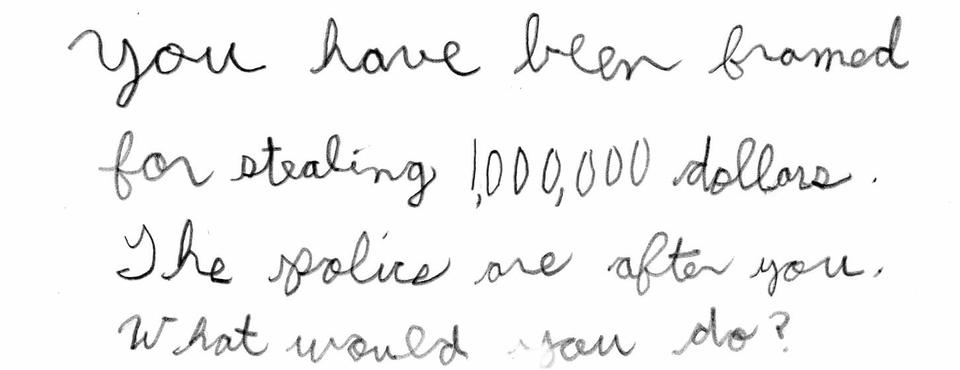 you have been framed
for stealing 1,000,000 dollars.
The police are after you.
What would you do?